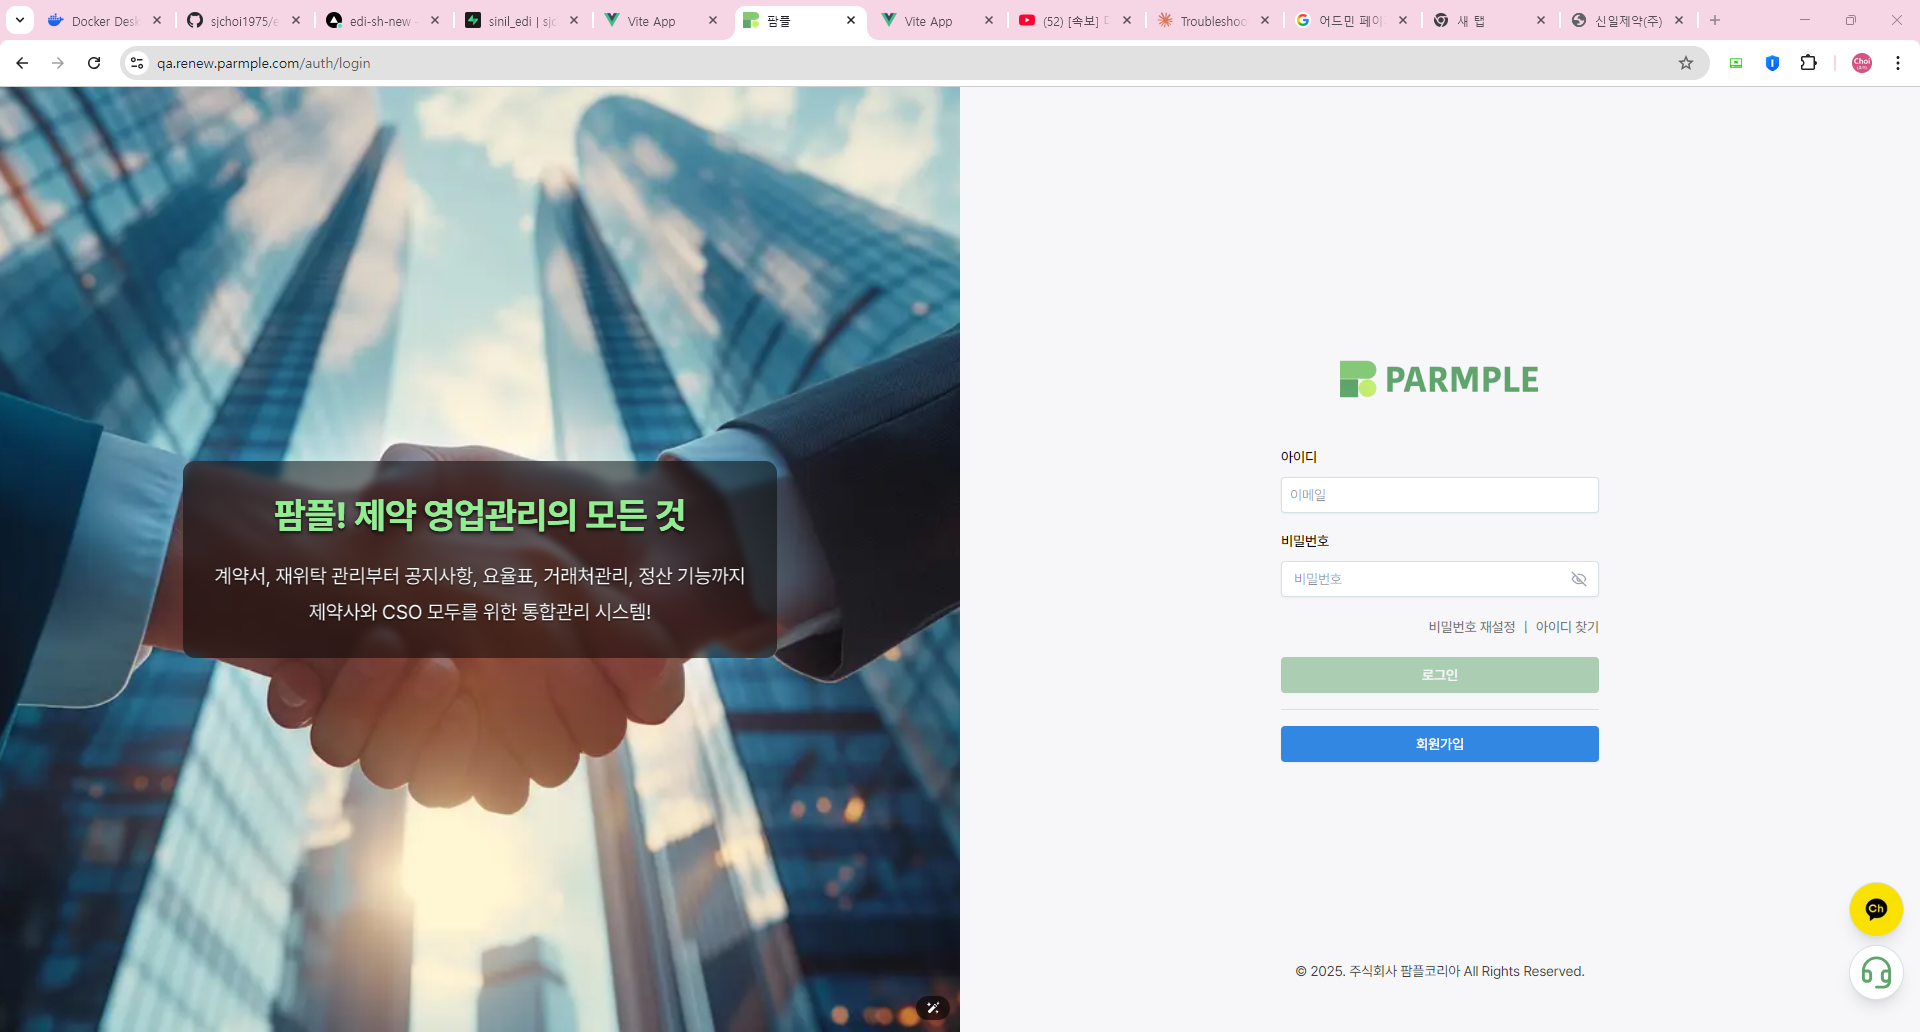 Docker Desk
sjchoi1975/e
edi-sh-new -
sinil_edi | sjc
Vite App
팜플
Vite App
(52) [속보]
Troubleshoo
어드민 페이
새 탭
신일제약(주)
qa.renew.parmple.com/auth/login
Choi
팜플! 제약 영업관리의 모든 것
계약서, 재위탁 관리부터 공지사항, 요율표, 거래처관리, 정산 기능까지
제약사와 CSO 모두를 위한 통합관리 시스템!
PARMPLE
아이디
이메일
비밀번호
비밀번호
비밀번호 재설정 | 아이디 찾기
로그인
회원가입
Ch
© 2025. 주식회사 팜플코리아 All Rights Reserved.